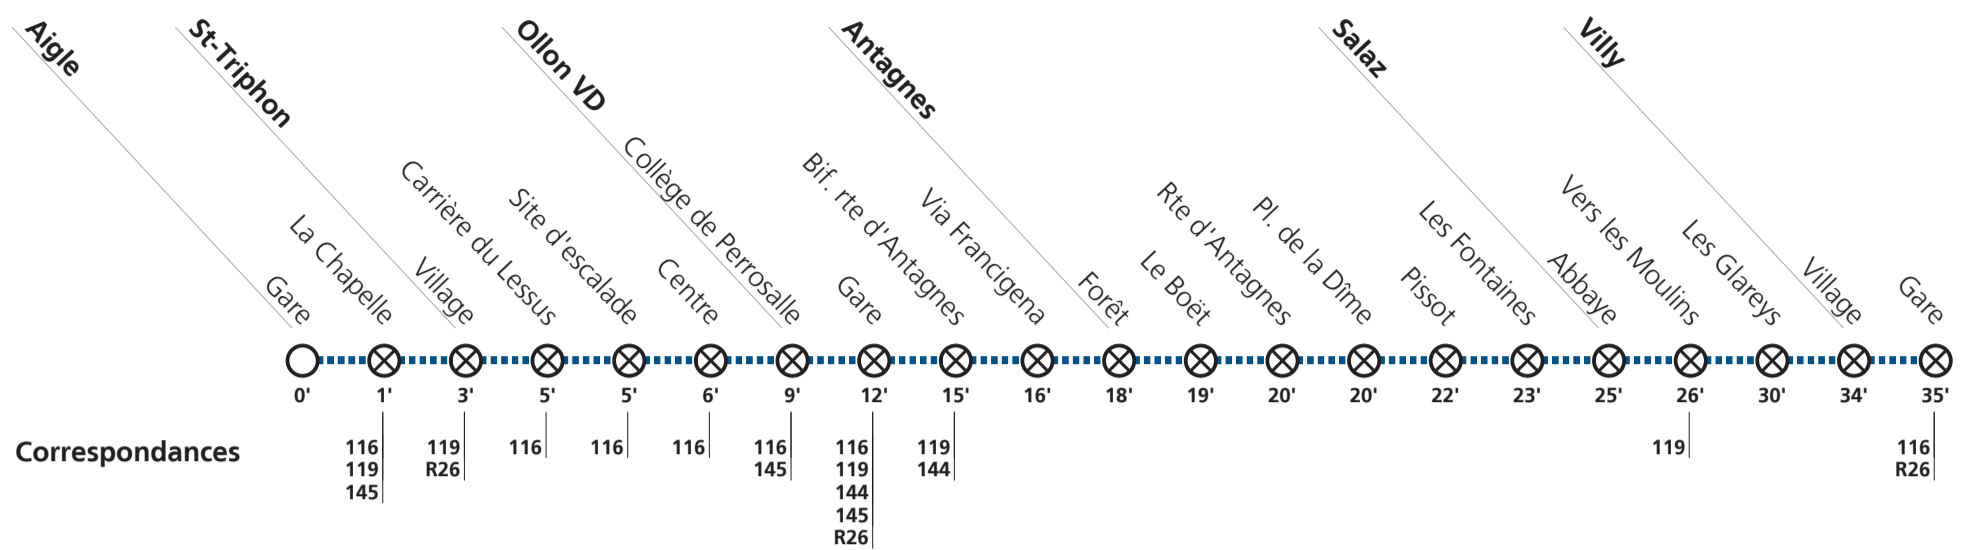 Aigle
St-Triphon
Ollon VD
Antagnes
Salaz
Villy
Gare
La Chapelle
Village
Carrière du Lessus
Site d'escalade
Centre
Collège de Perrosalle
Gare
Bif. rte d'Antagnes
Via Francigena
Forêt
Le Boët
Rte d'Antagnes
Pl. de la Dîme
Pissot
Les Fontaines
Abbaye
Vers les Moulins
Les Glareys
Village
Gare
0' 1' 3' 5' 5' 6' 9' 12' 15' 16' 18' 19' 20' 20' 22' 23' 25' 26' 30' 34' 35'
Correspondances
116
119
145
119
R26
116
116
116
116
145
116
119
144
145
R26
119
144
119
116
R26